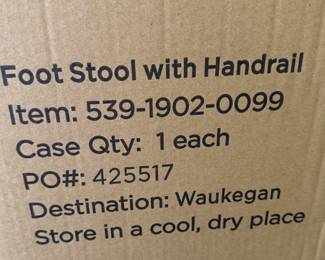 Foot Stool with Handrail
Item: 539-1902-0099
Case Qty: 1 each
PO#: 425517
Destination: Waukegan
Store in a cool, dry place